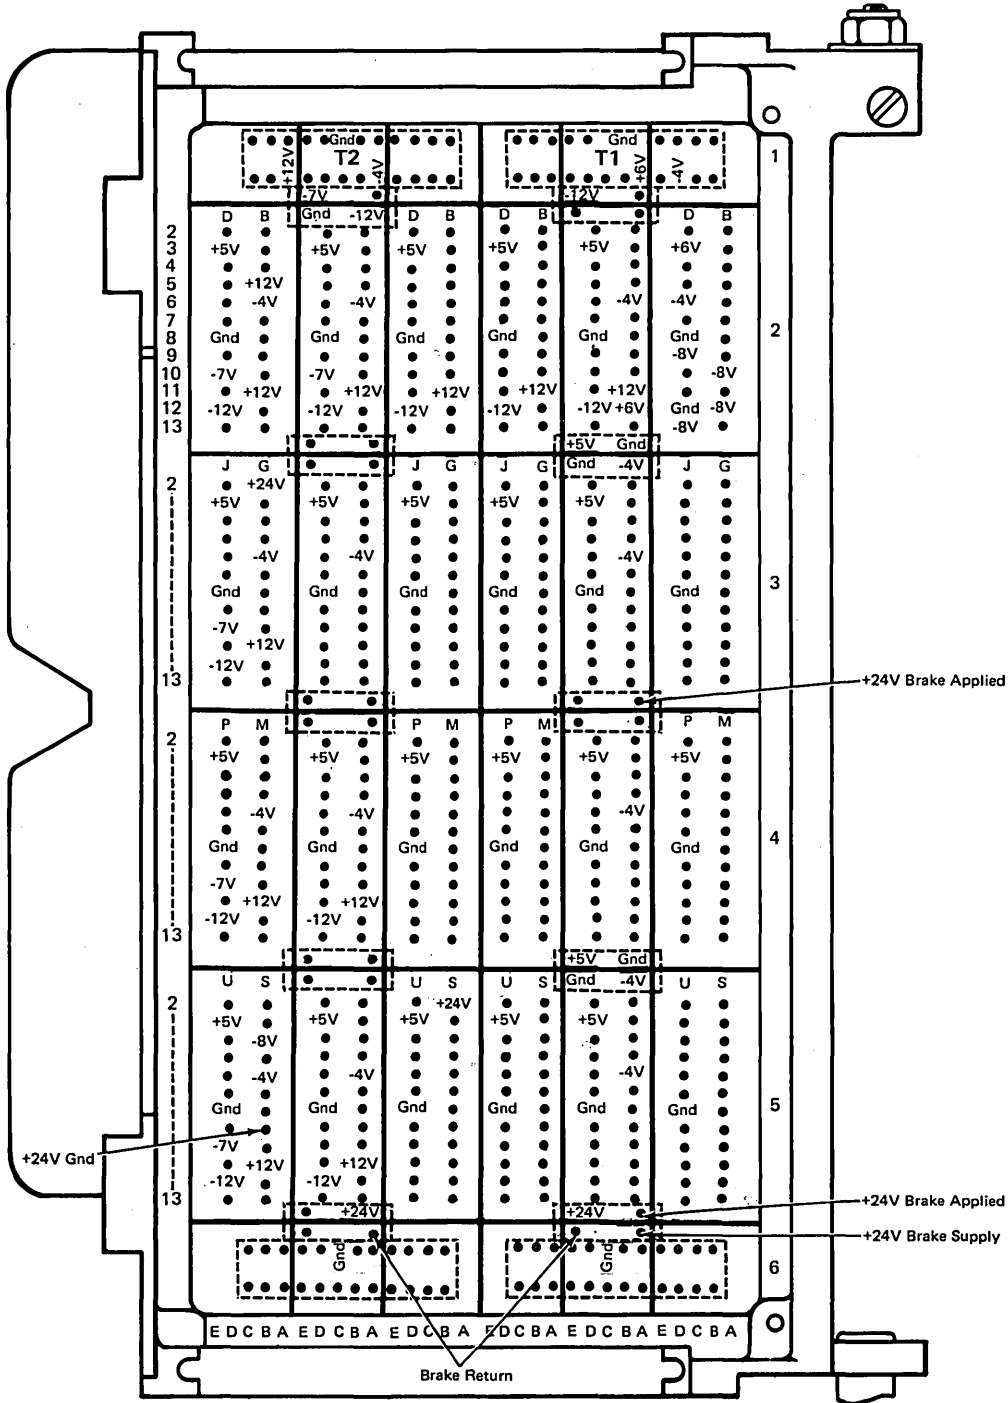 Gnd Gnd 1
+12V T2 -4V T1 +6V -4V
-7V -12V
Gnd -12V
D B D B D B D B
2
3 +5V +5V +5V +5V +5V +6V
4
5 +12V
6 -4V -4V -4V -4V
7 2
8 Gnd Gnd Gnd Gnd Gnd Gnd
9 -8V
10 -7V -7V -8V
11 +12V +12V +12V +12V +12V
12 -12V -12V -12V -12V -12V +6V Gnd -8V
13 -8V
+5V Gnd
J G J G J G Gnd -4V J G
2 +24V
+5V +5V +5V +5V +5V
-4V -4V -4V
3
Gnd Gnd Gnd Gnd Gnd Gnd
-7V
+12V
-12V
13
+24V Brake Applied
P M P M P M P M
2
+5V +5V +5V +5V +5V +5V
-4V -4V -4V
4
Gnd Gnd Gnd Gnd Gnd Gnd
-7V
+12V +12V
-12V -12V
13
+5V Gnd
U S U S U S Gnd -4V U S
2 +24V
+5V +5V +5V +5V +5V
-8V
-4V -4V -4V
5
Gnd Gnd Gnd Gnd Gnd Gnd
+24V Gnd
-7V
+12V +12V
-12V -12V
13
+24V +24V
+24V Brake Applied
+24V Brake Supply
Gnd Gnd 6
E D C B A E D C B A E D C B A E D C B A E D C B A E D C B A
Brake Return